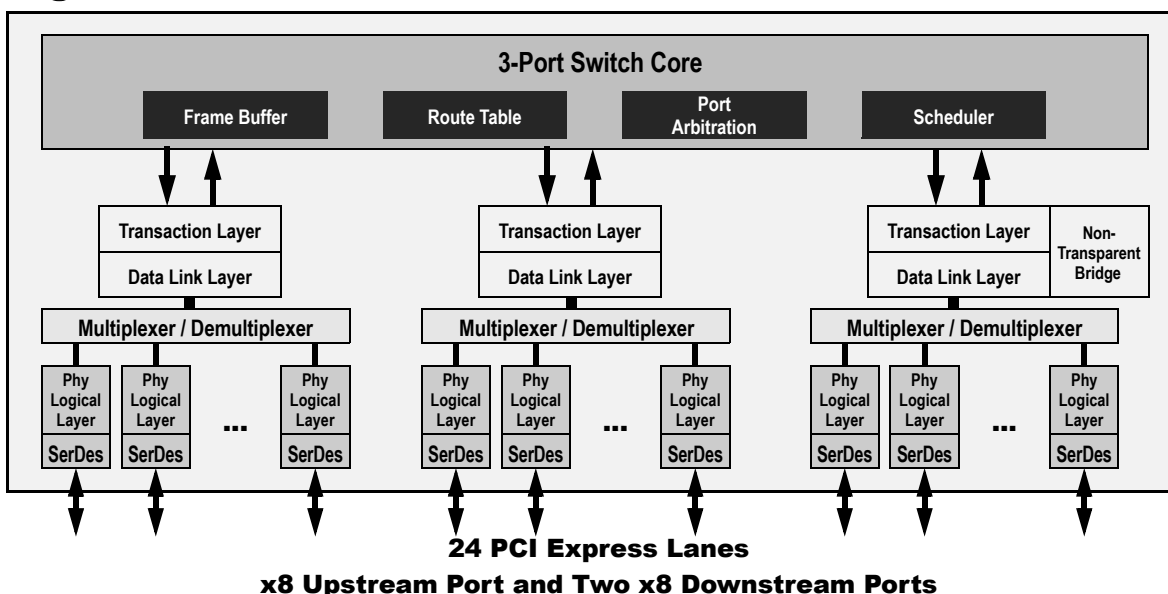 3-Port Switch Core
Frame Buffer
Route Table
Port
Arbitration
Scheduler
Transaction Layer
Data Link Layer
Transaction Layer
Data Link Layer
Transaction Layer
Data Link Layer
Non-
Transparent
Bridge
Multiplexer / Demultiplexer
Multiplexer / Demultiplexer
Multiplexer / Demultiplexer
Phy
Logical
Layer
SerDes
Phy
Logical
Layer
SerDes
...
Phy
Logical
Layer
SerDes
Phy
Logical
Layer
SerDes
Phy
Logical
Layer
SerDes
...
Phy
Logical
Layer
SerDes
Phy
Logical
Layer
SerDes
Phy
Logical
Layer
SerDes
...
Phy
Logical
Layer
SerDes
24 PCI Express Lanes
x8 Upstream Port and Two x8 Downstream Ports